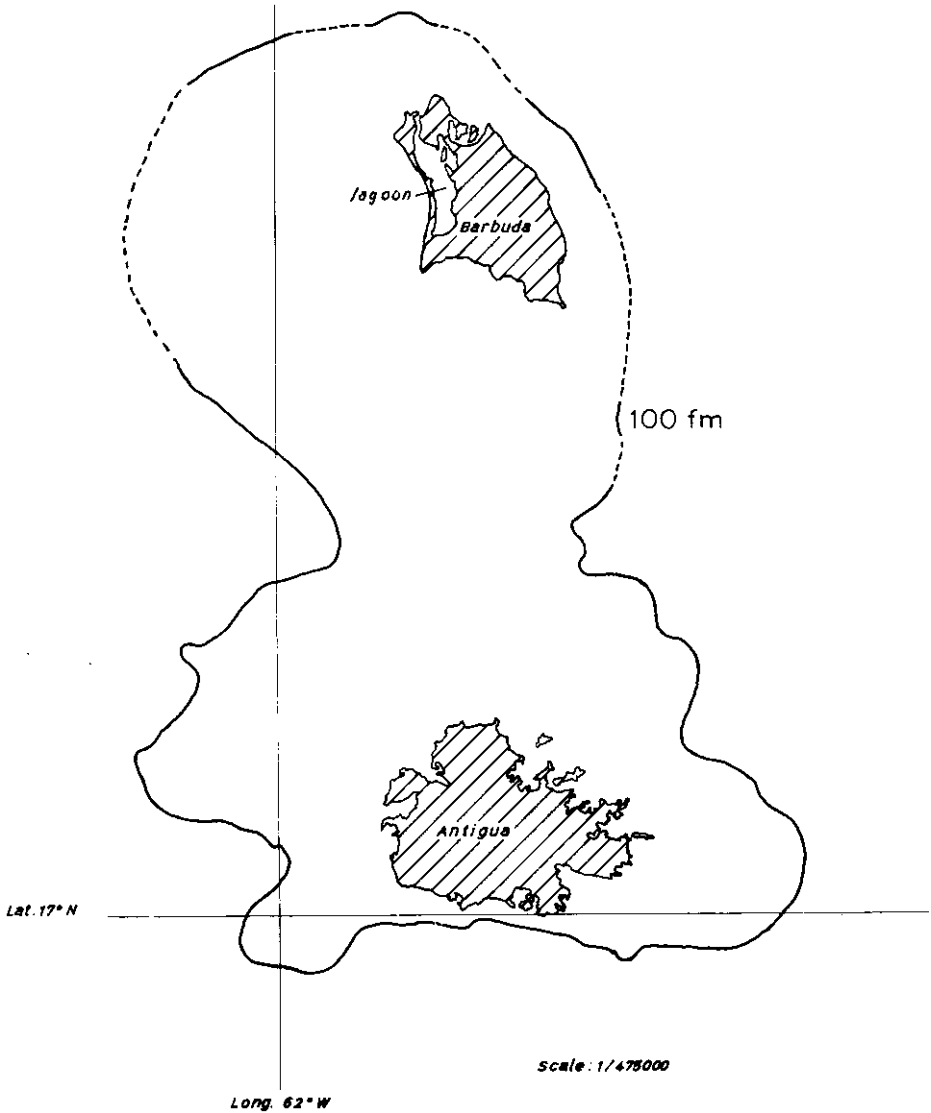 lagoon
Barbuda
100 fm
Antigua
Lat. 17° N
Scale: 1/475000
Long. 62° W